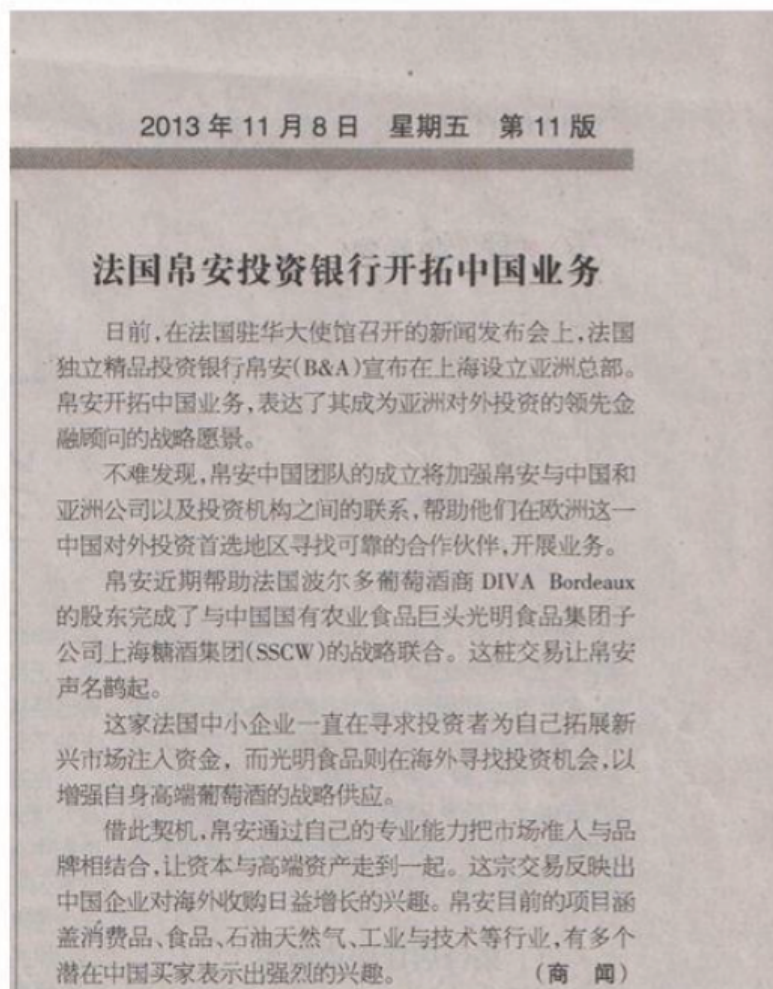 2013年11月8日 星期五 第11版
法国帛安投资银行开拓中国业务
日前,在法国驻华大使馆召开的新闻发布会上,法国
独立精品投资银行帛安(B&A)宣布在上海设立亚洲总部。
帛安开拓中国业务,表达了其成为亚洲对外投资的领先金
融顾问的战略愿景。
不难发现,帛安中国团队的成立将加强帛安与中国和
亚洲公司以及投资机构之间的联系,帮助他们在欧洲这一
中国对外投资首选地区寻找可靠的合作伙伴,开展业务。
帛安近期帮助法国波尔多葡萄酒商 DIVA Bordeaux
的股东完成了与中国国有农业食品巨头光明食品集团子
公司上海糖酒集团(SSCW)的战略联合。这桩交易让帛安
声名鹊起。
这家法国中小企业一直在寻求投资者为自己拓展新
兴市场注入资金,而光明食品则在海外寻找投资机会,以
增强自身高端葡萄酒的战略供应。
借此契机,帛安通过自己的专业能力把市场准入与品
牌相结合,让资本与高端资产走到一起。这宗交易反映出
中国企业对海外收购日益增长的兴趣。帛安目前的项目涵
盖消费品、食品、石油天然气、工业与技术等行业,有多个
潜在中国买家表示出强烈的兴趣。 (商 闻)